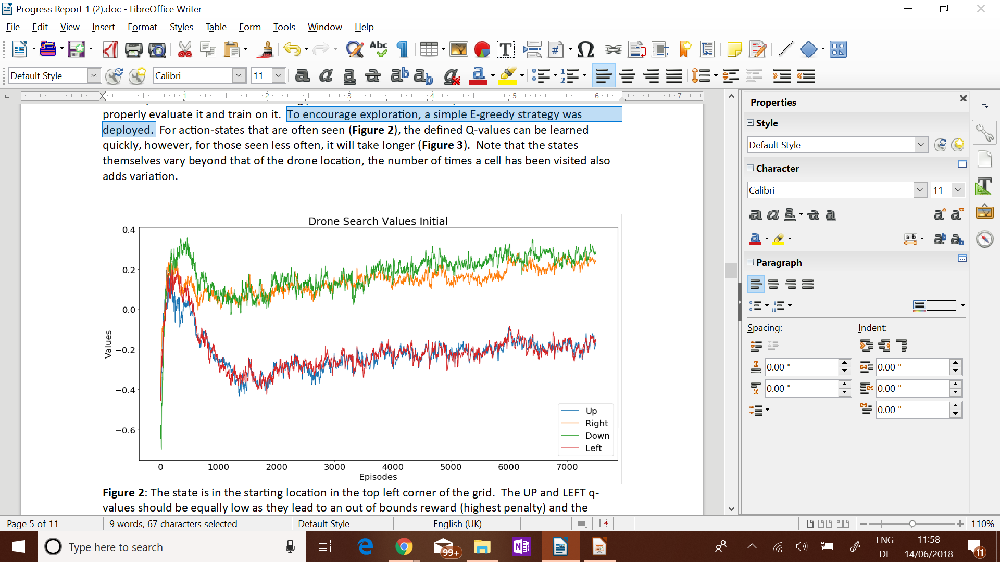 Progress Report 1 (2).doc - LibreOffice Writer
File Edit View Insert Format Styles Table Form Tools Window Help
Default Style Calibri 11
1 2 3 4 5 6 7
properly evaluate it and train on it. To encourage exploration, a simple E-greedy strategy was
deployed. For action-states that are often seen (Figure 2), the defined Q-values can be learned
quickly, however, for those seen less often, it will take longer (Figure 3). Note that the states
themselves vary beyond that of the drone location, the number of times a cell has been visited also
adds variation.
Drone Search Values Initial
0.4
0.2
0.0
−0.2
−0.4
−0.6
Values
Up
Right
Down
Left
0 1000 2000 3000 4000 5000 6000 7000
Episodes
Figure 2: The state is in the starting location in the top left corner of the grid. The UP and LEFT q-
values should be equally low as they lead to an out of bounds reward (highest penalty) and the
Properties
Style
Default Style
Character
Calibri 11
Paragraph
Spacing: Indent:
0.00 " 0.00 "
0.00 " 0.00 "
0.00 "
Page 5 of 11 9 words, 67 characters selected Default Style English (UK) 110%
Type here to search 99+ ENG 11:58
DE 14/06/2018 11